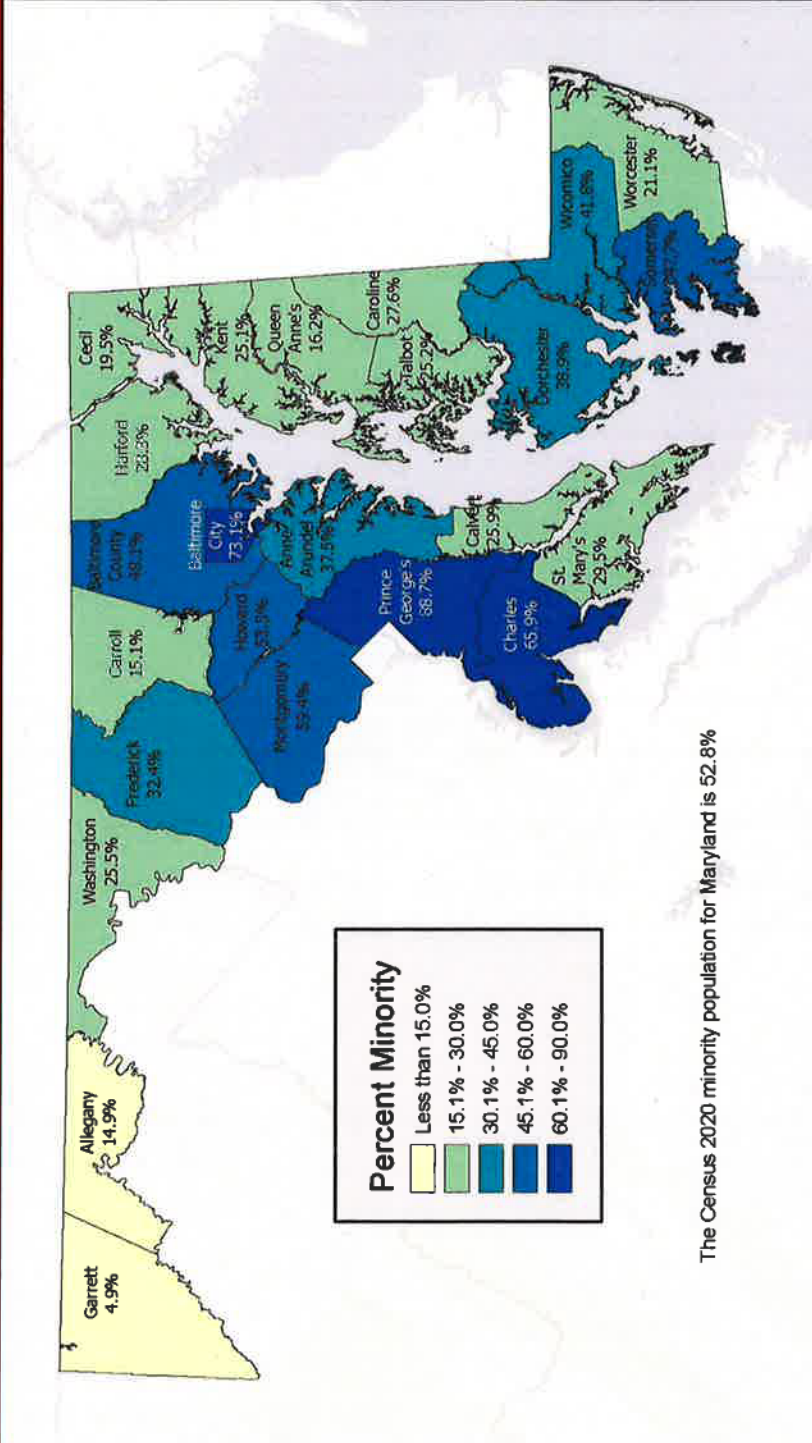 Garrett
4.9%
Allegany
14.9%
Washington
25.5%
Frederick
32.4%
Carroll
15.1%
Baltimore
County
48.1%
Baltimore
City
73.1%
Harford
23.3%
Cecil
19.5%
Kent
25.1%
Queen
Anne's
16.2%
Caroline
27.6%
Talbot
25.2%
Howard
Montgomery
59.4%
Anne
Arundel
37.6%
Prince
George's
88.7%
Calvert
25.9%
Charles
65.9%
St
Mary's
29.5%
Dorchester
38.9%
Wicomico
41.8%
Somerset
Worcester
21.1%
Percent Minority
Less than 15.0%
15.1% - 30.0%
30.1% - 45.0%
45.1% - 60.0%
60.1% - 90.0%
The Census 2020 minority population for Maryland is 52.8%